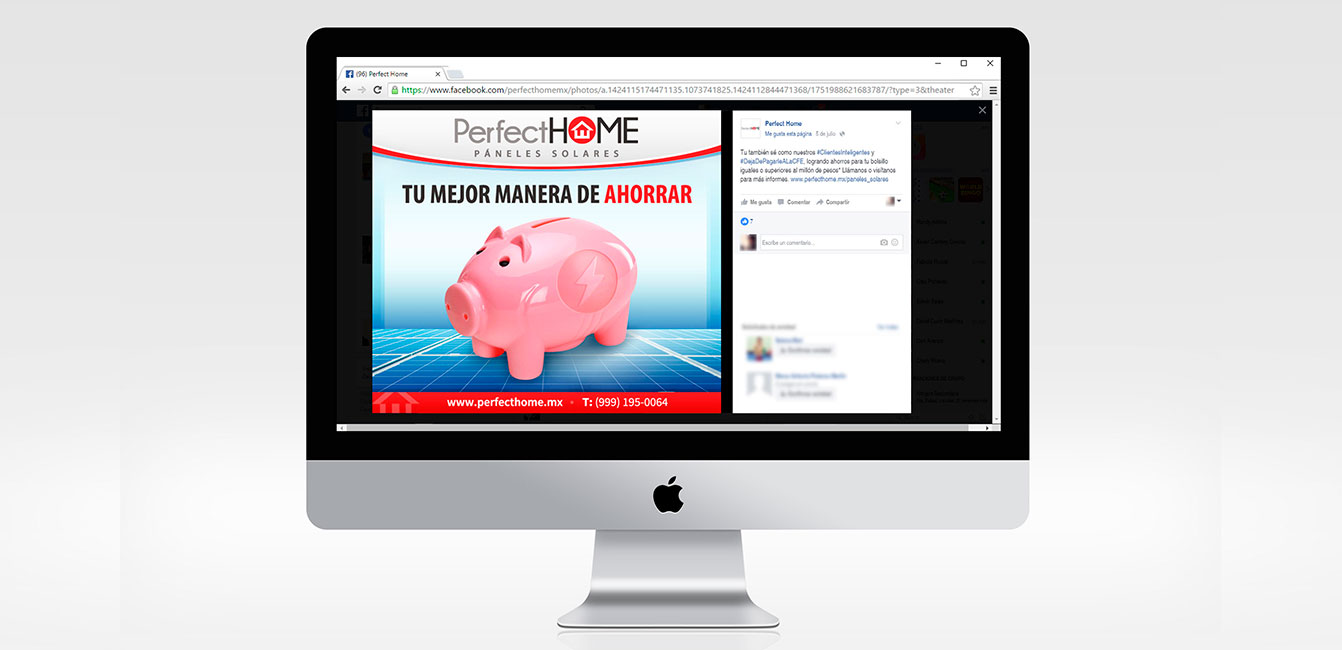 (96) Perfect Home
https://www.facebook.com/perfecthomemx/photos/a.1424115174471135.1073741825.1424112844471368/1751988621683787/?type=3&theater
PerfectHOME
PÁNELES SOLARES
TU MEJOR MANERA DE AHORRAR
www.perfecthome.mx • T: (999) 195-0064
Perfect Home
Me gusta esta página · 5 de julio
Tu también sé como nuestros #ClientesInteligentes y
#DejaDePagarleALaCFE, logrando ahorros para tu bolsillo
iguales o superiores al millón de pesos* Llámanos o visítanos
para más informes. www.perfecthome.mx/paneles_solares
Me gusta Comentar Compartir
7
Escribe un comentario...